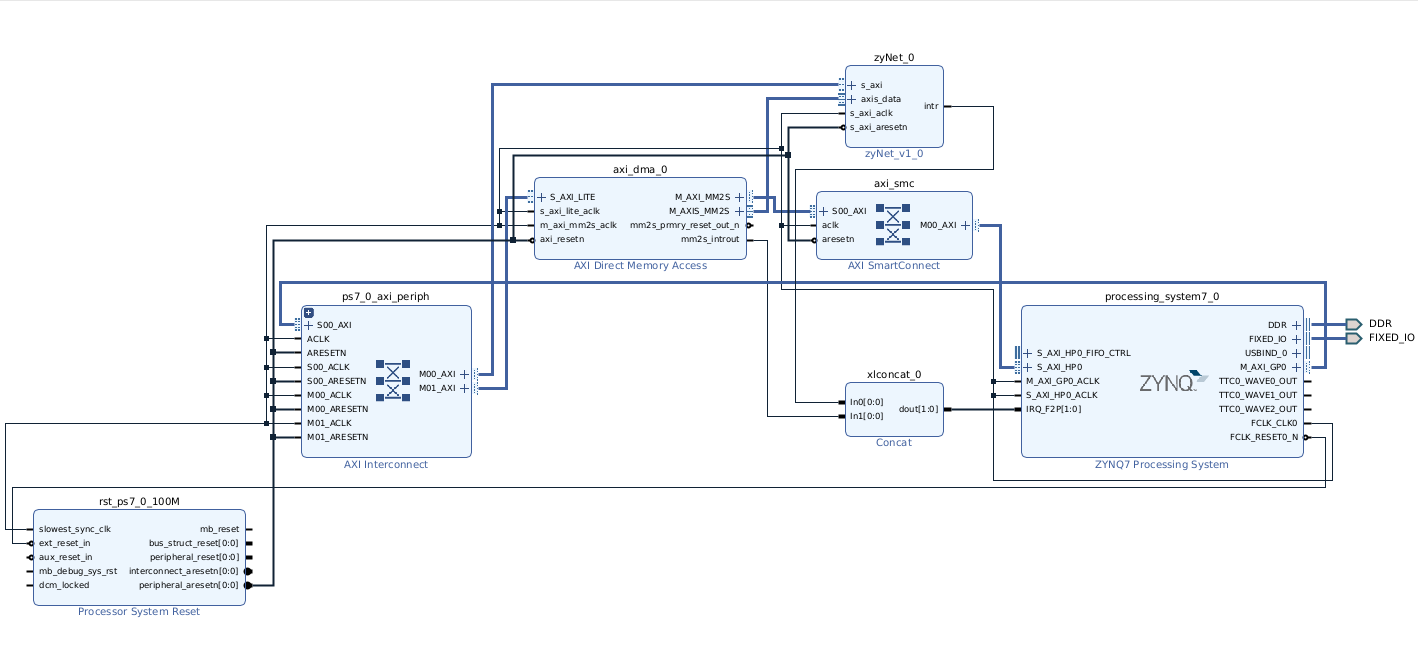 zyNet_0
s_axi
axis_data
s_axi_aclk
s_axi_aresetn
intr
zyNet_v1_0
axi_dma_0
S_AXI_LITE
s_axi_lite_aclk
m_axi_mm2s_aclk
axi_resetn
M_AXI_MM2S
M_AXIS_MM2S
mm2s_prmry_reset_out_n
mm2s_introut
AXI Direct Memory Access
axi_smc
S00_AXI
aclk
aresetn
M00_AXI
AXI SmartConnect
ps7_0_axi_periph
S00_AXI
ACLK
ARESETN
S00_ACLK
S00_ARESETN
M00_ACLK
M00_ARESETN
M01_ACLK
M01_ARESETN
M00_AXI
M01_AXI
AXI Interconnect
xlconcat_0
In0[0:0]
In1[0:0]
dout[1:0]
Concat
processing_system7_0
S_AXI_HP0_FIFO_CTRL
S_AXI_HP0
M_AXI_GP0_ACLK
S_AXI_HP0_ACLK
IRQ_F2P[1:0]
ZYNQ
DDR
FIXED_IO
USBIND_0
M_AXI_GP0
TTC0_WAVE0_OUT
TTC0_WAVE1_OUT
TTC0_WAVE2_OUT
FCLK_CLK0
FCLK_RESET0_N
ZYNQ7 Processing System
DDR
FIXED_IO
rst_ps7_0_100M
slowest_sync_clk
ext_reset_in
aux_reset_in
mb_debug_sys_rst
dcm_locked
mb_reset
bus_struct_reset[0:0]
peripheral_reset[0:0]
interconnect_aresetn[0:0]
peripheral_aresetn[0:0]
Processor System Reset